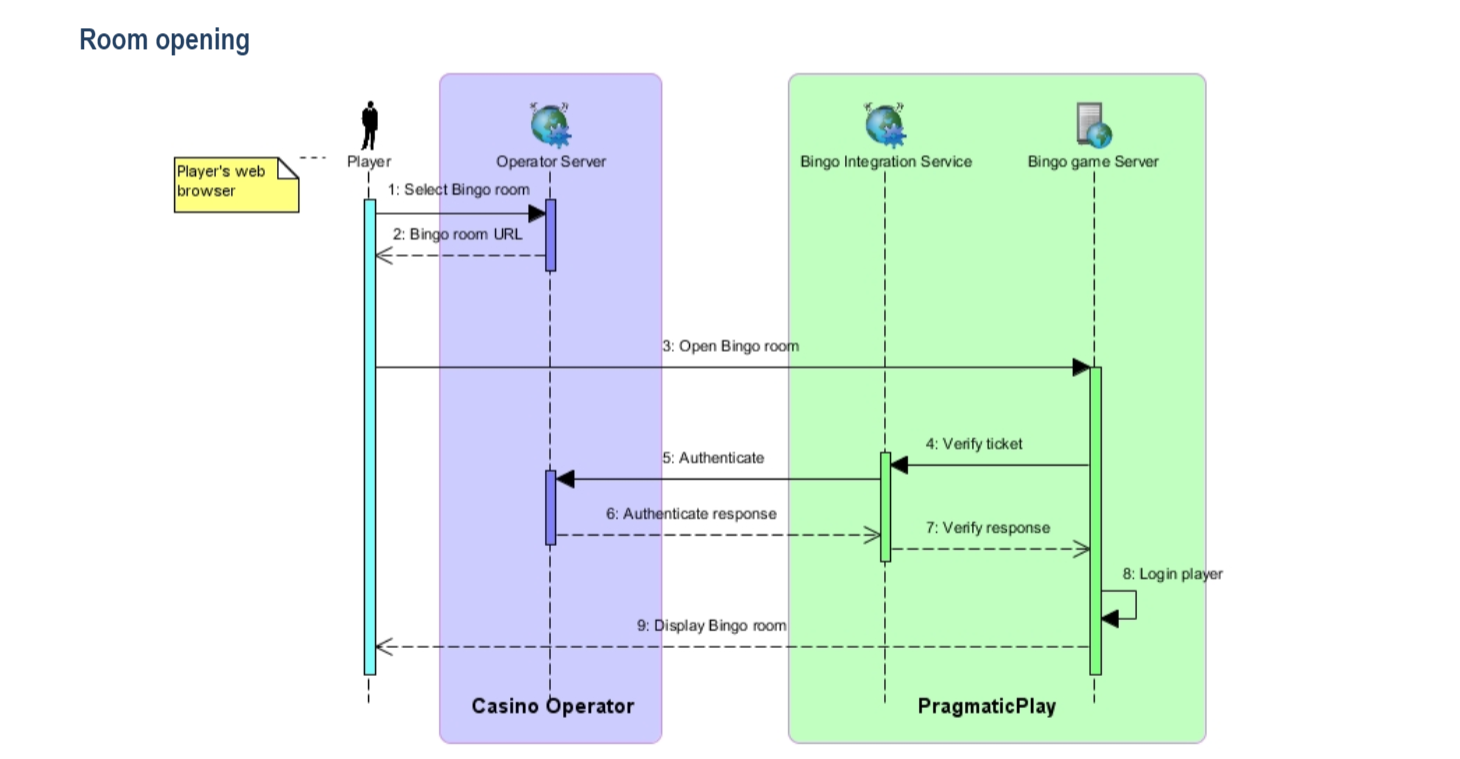 Room opening
Player's web
browser
Player
Operator Server
Bingo Integration Service
Bingo game Server
1: Select Bingo room
2: Bingo room URL
3: Open Bingo room
4: Verify ticket
5: Authenticate
6: Authenticate response
7: Verify response
8: Login player
9: Display Bingo room
Casino Operator
PragmaticPlay